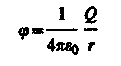 φ = 1/(4πε₀) Q/r